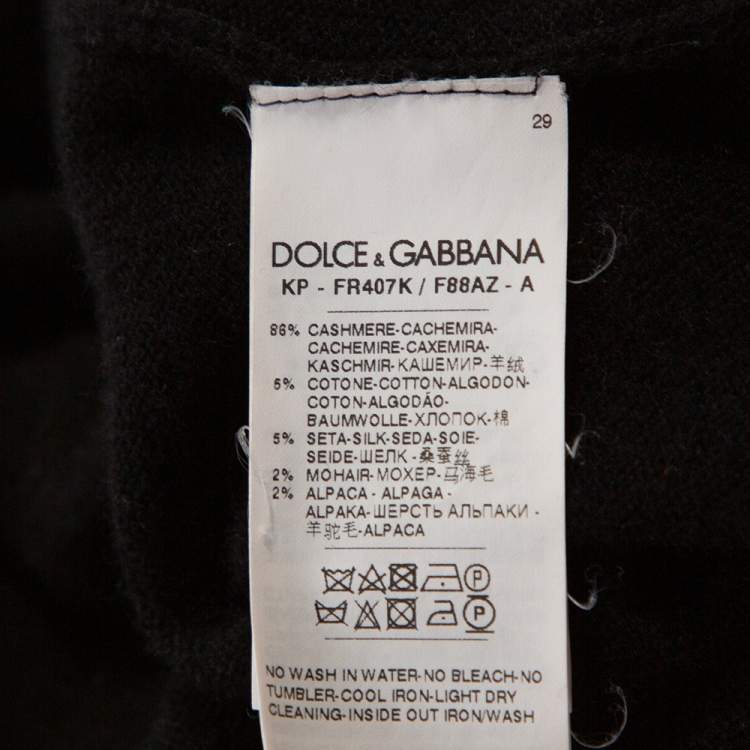 29
DOLCE & GABBANA
KP - FR407K / F88AZ - A
86% CASHMERE-CACHEMIRA-
CACHEMIRE-CAXEMIRA-
KASCHMIR-КАШЕМИР-羊绒
5% COTONE-COTTON-ALGODON-
COTON-ALGODÃO-
BAUMWOLLE-ХЛОПОК-棉
5% SETA-SILK-SEDA-SOIE-
SEIDE-ШЕЛК-桑蚕丝
2% MOHAIR-МОХЕР-马海毛
2% ALPACA - ALPAGA -
ALPAKA-ШЕРСТЬ АЛЬПАКИ -
羊驼毛-ALPACA
P
P
NO WASH IN WATER-NO BLEACH-NO
TUMBLER-COOL IRON-LIGHT DRY
CLEANING-INSIDE OUT IRON/WASH